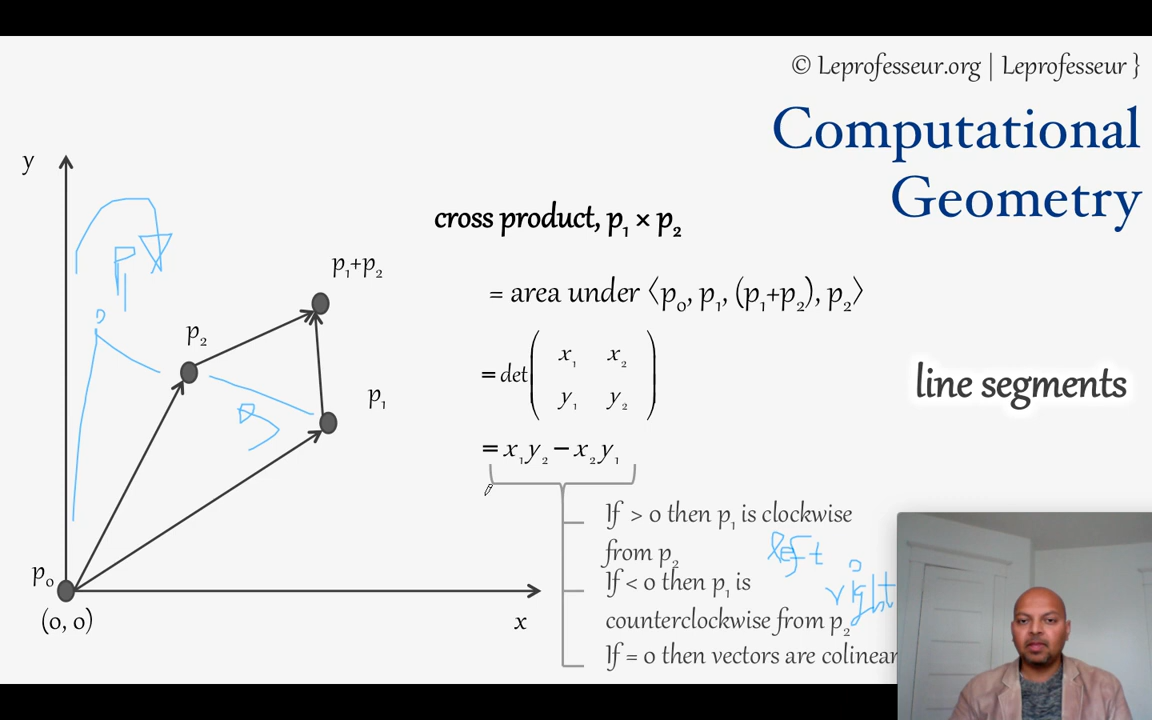 © Leprofesseur.org | Leprofesseur }
Computational
Geometry
y
p₁
p₁+p₂
p₂
p₁
p₀
(0, 0)
x
cross product, p₁ × p₂
= area under ⟨p₀, p₁, (p₁+p₂), p₂⟩
= det( x₁ x₂
y₁ y₂ )
= x₁y₂ − x₂y₁
If > 0 then p₁ is clockwise
from p₂
left
If < 0 then p₁ is
counterclockwise from p₂
right
If = 0 then vectors are colinear
line segments